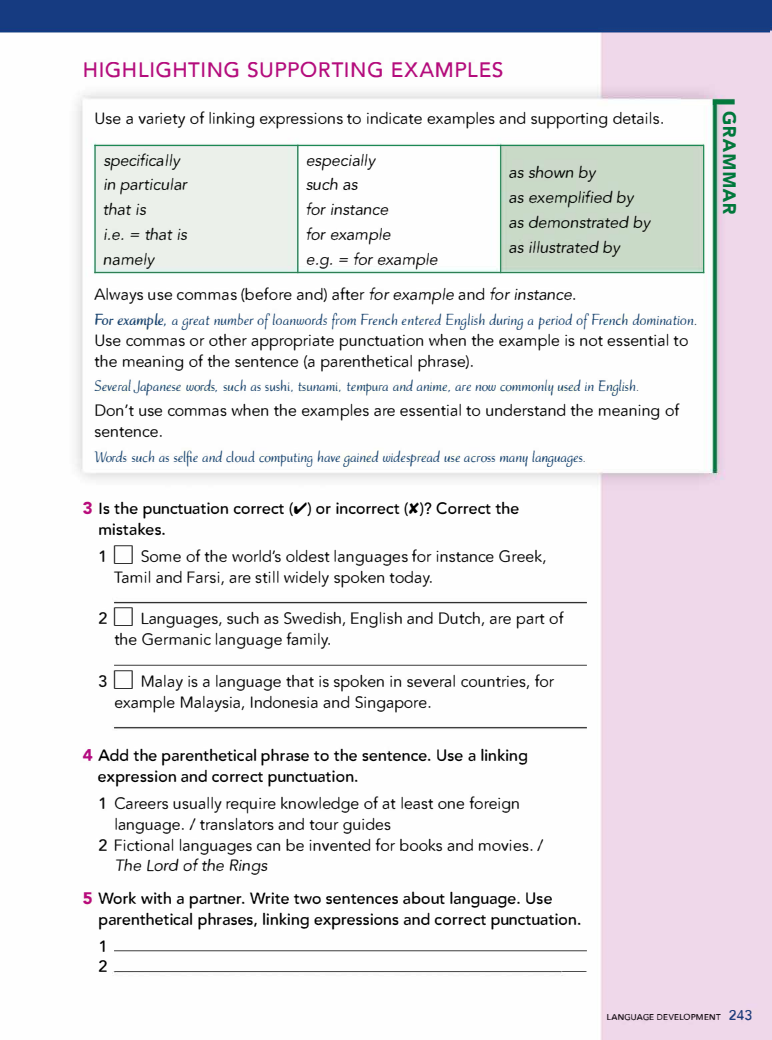 HIGHLIGHTING SUPPORTING EXAMPLES
GRAMMAR
Use a variety of linking expressions to indicate examples and supporting details.
specifically
in particular
that is
i.e. = that is
namely
especially
such as
for instance
for example
e.g. = for example
as shown by
as exemplified by
as demonstrated by
as illustrated by
Always use commas (before and) after for example and for instance.
For example, a great number of loanwords from French entered English during a period of French domination.
Use commas or other appropriate punctuation when the example is not essential to
the meaning of the sentence (a parenthetical phrase).
Several Japanese words, such as sushi, tsunami, tempura and anime, are now commonly used in English.
Don't use commas when the examples are essential to understand the meaning of
sentence.
Words such as selfie and cloud computing have gained widespread use across many languages.
3 Is the punctuation correct (✔) or incorrect (✘)? Correct the
mistakes.
1 ☐ Some of the world's oldest languages for instance Greek,
Tamil and Farsi, are still widely spoken today.
2 ☐ Languages, such as Swedish, English and Dutch, are part of
the Germanic language family.
3 ☐ Malay is a language that is spoken in several countries, for
example Malaysia, Indonesia and Singapore.
4 Add the parenthetical phrase to the sentence. Use a linking
expression and correct punctuation.
1 Careers usually require knowledge of at least one foreign
language. / translators and tour guides
2 Fictional languages can be invented for books and movies. /
The Lord of the Rings
5 Work with a partner. Write two sentences about language. Use
parenthetical phrases, linking expressions and correct punctuation.
1
2
LANGUAGE DEVELOPMENT 243